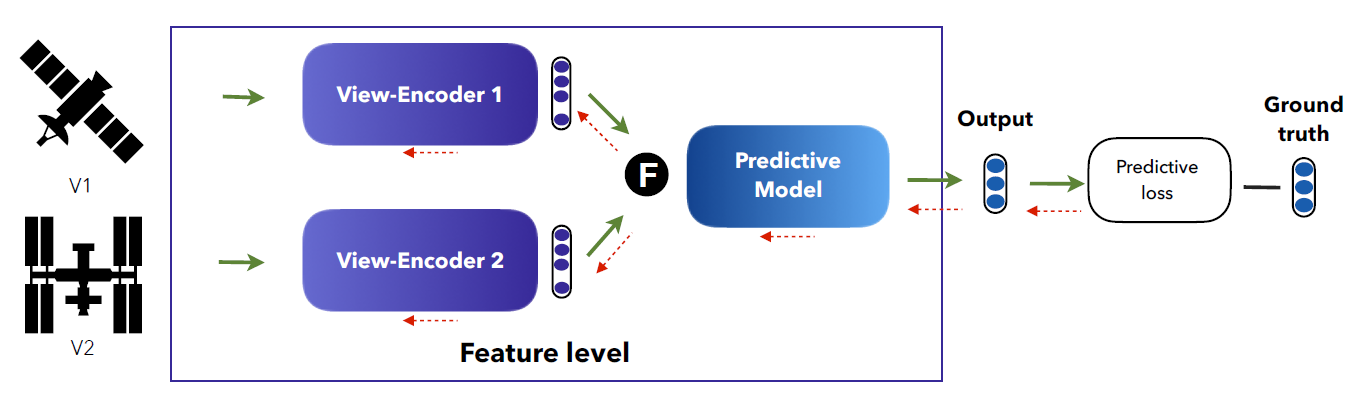 V1
V2
View-Encoder 1
View-Encoder 2
F
Predictive
Model
Feature level
Output
Predictive
loss
Ground
truth